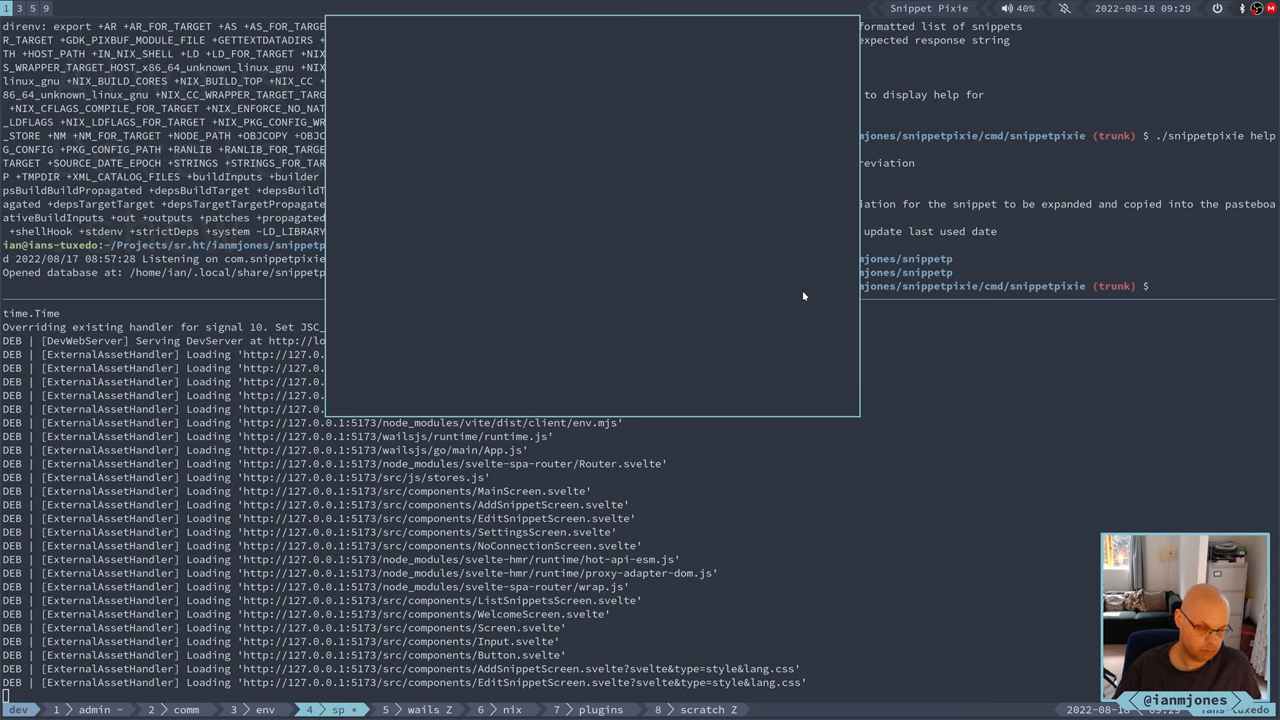 1 3 5 9
Snippet Pixie 40% 2022-08-18 09:29
direnv: export +AR +AR_FOR_TARGET +AS +AS_FOR_TARG
R_TARGET +GDK_PIXBUF_MODULE_FILE +GETTEXTDATADIRS
TH +HOST_PATH +IN_NIX_SHELL +LD +LD_FOR_TARGET
S_WRAPPER_TARGET_HOST_x86_64_unknown_linux_gnu
linux_gnu +NIX_BUILD_CORES +NIX_BUILD_TOP +NIX_CC
86_64_unknown_linux_gnu +NIX_CC_WRAPPER_TARGET_TARG
+NIX_CFLAGS_COMPILE_FOR_TARGET +NIX_ENFORCE_NO_NAT
_LDFLAGS +NIX_LDFLAGS_FOR_TARGET +NIX_PKG_CONFIG_WR
_STORE +NM +NM_FOR_TARGET +NODE_PATH +OBJCOPY +OBJC
G_CONFIG +PKG_CONFIG_PATH +RANLIB +RANLIB_FOR_TARG
TARGET +SOURCE_DATE_EPOCH +STRINGS +STRINGS_FOR_TAR
P +TMPDIR +XML_CATALOG_FILES +buildInputs +builder
psBuildBuildPropagated +depsBuildTarget +depsBuildT
agated +depsTargetTarget +depsTargetTargetPropagate
ativeBuildInputs +out +outputs +patches +propagated
+shellHook +stdenv +strictDeps +system ~LD_LIBRARY
ian@ians-tuxedo:~/Projects/sr.ht/ianmjones/snippetp
d 2022/08/17 08:57:28 Listening on com.snippetpixie
Opened database at: /home/ian/.local/share/snippetp
formatted list of snippets
expected response string
to display help for
mjones/snippetpixie/cmd/snippetpixie (trunk) $ ./snippetpixie help
reviation
iation for the snippet to be expanded and copied into the pasteboa
update last used date
mjones/snippetp
mjones/snippetp
mjones/snippetpixie/cmd/snippetpixie (trunk) $
time.Time
Overriding existing handler for signal 10. Set JSC_
DEB | [DevWebServer] Serving DevServer at http://lo
DEB | [ExternalAssetHandler] Loading 'http://127.0.
DEB | [ExternalAssetHandler] Loading 'http://127.0.
DEB | [ExternalAssetHandler] Loading 'http://127.0.
DEB | [ExternalAssetHandler] Loading 'http://127.0.
DEB | [ExternalAssetHandler] Loading 'http://127.0.
DEB | [ExternalAssetHandler] Loading 'http://127.0.0.1:5173/node_modules/vite/dist/client/env.mjs'
DEB | [ExternalAssetHandler] Loading 'http://127.0.0.1:5173/wailsjs/runtime/runtime.js'
DEB | [ExternalAssetHandler] Loading 'http://127.0.0.1:5173/wailsjs/go/main/App.js'
DEB | [ExternalAssetHandler] Loading 'http://127.0.0.1:5173/node_modules/svelte-spa-router/Router.svelte'
DEB | [ExternalAssetHandler] Loading 'http://127.0.0.1:5173/src/js/stores.js'
DEB | [ExternalAssetHandler] Loading 'http://127.0.0.1:5173/src/components/MainScreen.svelte'
DEB | [ExternalAssetHandler] Loading 'http://127.0.0.1:5173/src/components/AddSnippetScreen.svelte'
DEB | [ExternalAssetHandler] Loading 'http://127.0.0.1:5173/src/components/EditSnippetScreen.svelte'
DEB | [ExternalAssetHandler] Loading 'http://127.0.0.1:5173/src/components/SettingsScreen.svelte'
DEB | [ExternalAssetHandler] Loading 'http://127.0.0.1:5173/src/components/NoConnectionScreen.svelte'
DEB | [ExternalAssetHandler] Loading 'http://127.0.0.1:5173/node_modules/svelte-hmr/runtime/hot-api-esm.js'
DEB | [ExternalAssetHandler] Loading 'http://127.0.0.1:5173/node_modules/svelte-hmr/runtime/proxy-adapter-dom.js'
DEB | [ExternalAssetHandler] Loading 'http://127.0.0.1:5173/node_modules/svelte-spa-router/wrap.js'
DEB | [ExternalAssetHandler] Loading 'http://127.0.0.1:5173/src/components/ListSnippetsScreen.svelte'
DEB | [ExternalAssetHandler] Loading 'http://127.0.0.1:5173/src/components/WelcomeScreen.svelte'
DEB | [ExternalAssetHandler] Loading 'http://127.0.0.1:5173/src/components/Screen.svelte'
DEB | [ExternalAssetHandler] Loading 'http://127.0.0.1:5173/src/components/Input.svelte'
DEB | [ExternalAssetHandler] Loading 'http://127.0.0.1:5173/src/components/Button.svelte'
DEB | [ExternalAssetHandler] Loading 'http://127.0.0.1:5173/src/components/AddSnippetScreen.svelte?svelte&type=style&lang.css'
DEB | [ExternalAssetHandler] Loading 'http://127.0.0.1:5173/src/components/EditSnippetScreen.svelte?svelte&type=style&lang.css'
@ianmjones
dev 1 admin - 2 comm 3 env 4 sp * 5 wails Z 6 nix 7 plugins 8 scratch Z 2022-08-18 09:29 ians-tuxedo